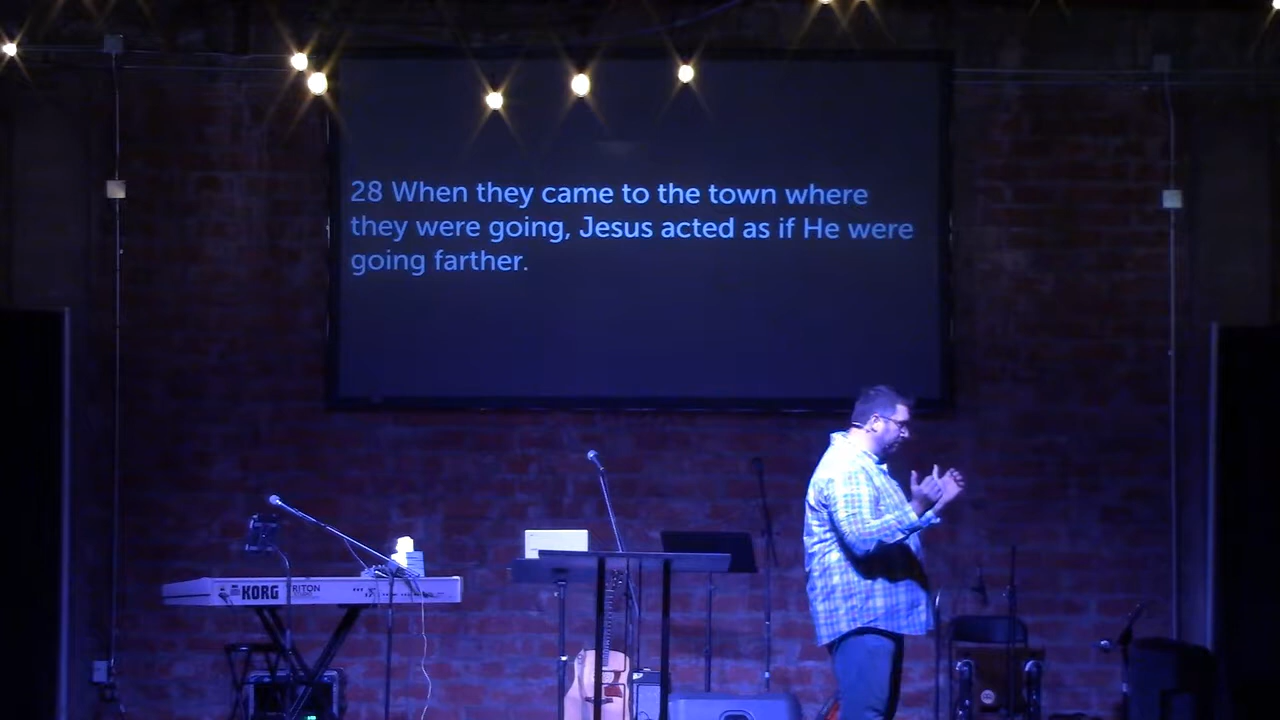 28 When they came to the town where
they were going, Jesus acted as if He were
going farther.
KORG
TRITON